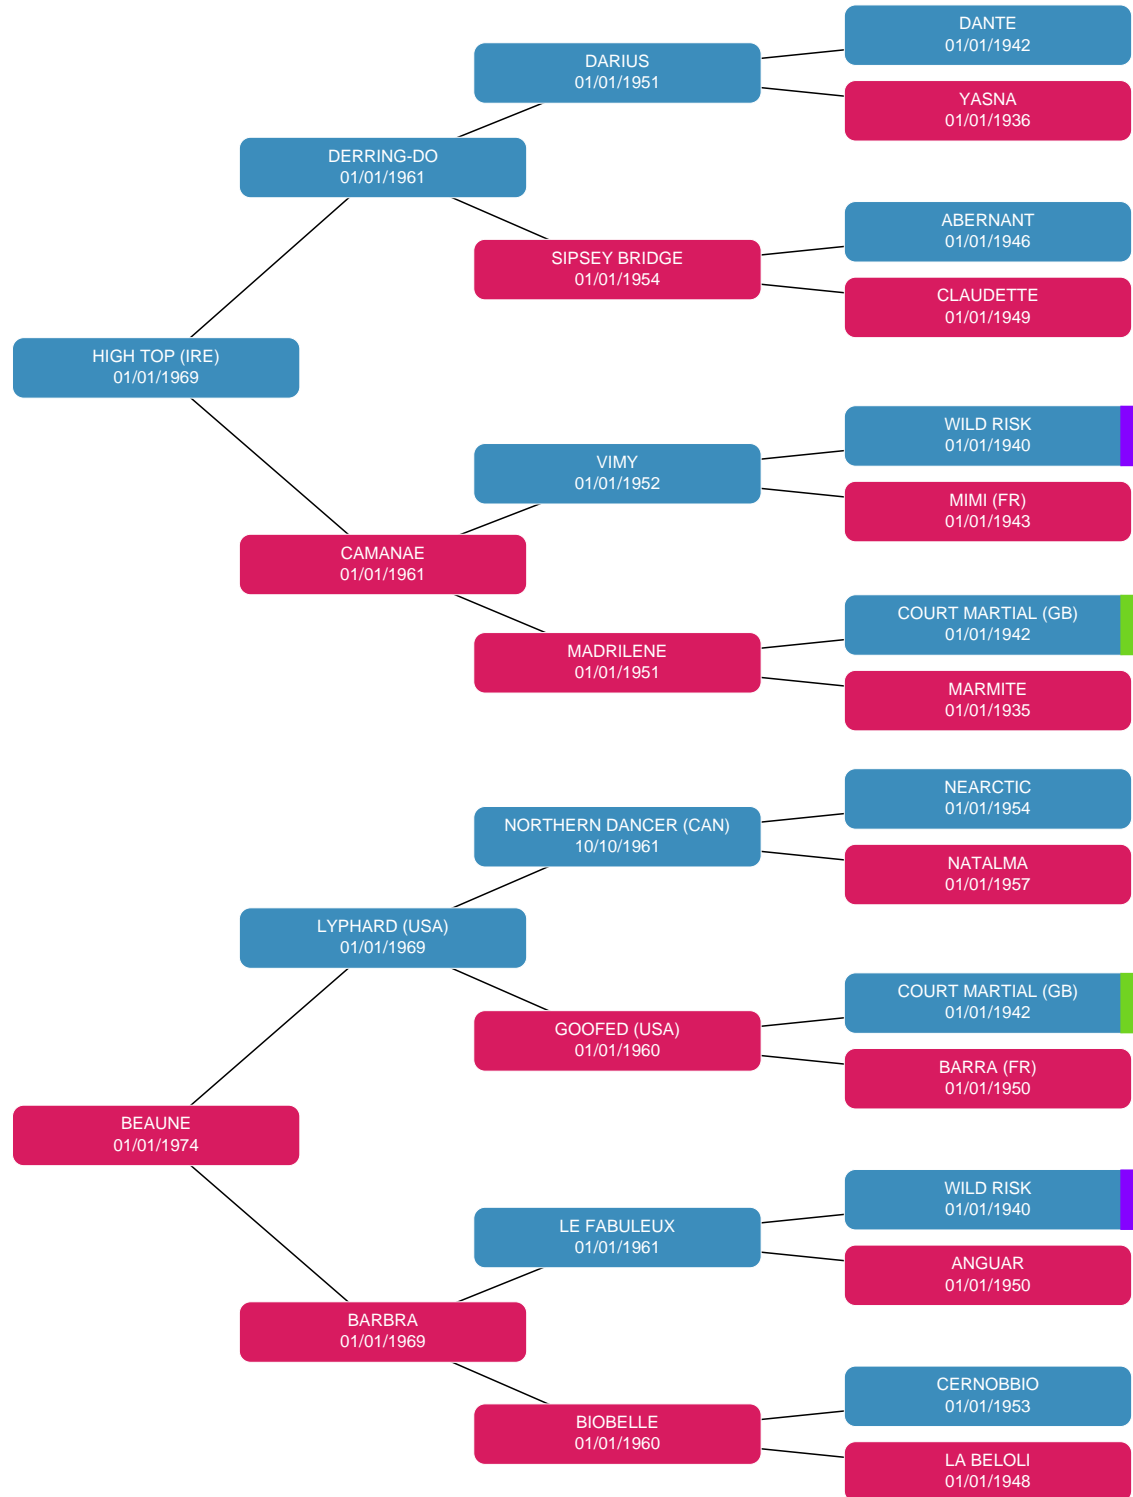 DANTE
01/01/1942
DARIUS
01/01/1951
YASNA
01/01/1936
DERRING-DO
01/01/1961
ABERNANT
01/01/1946
SIPSEY BRIDGE
01/01/1954
CLAUDETTE
01/01/1949
HIGH TOP (IRE)
01/01/1969
WILD RISK
01/01/1940
VIMY
01/01/1952
MIMI (FR)
01/01/1943
CAMANAE
01/01/1961
COURT MARTIAL (GB)
01/01/1942
MADRILENE
01/01/1951
MARMITE
01/01/1935
NEARCTIC
01/01/1954
NORTHERN DANCER (CAN)
10/10/1961
NATALMA
01/01/1957
LYPHARD (USA)
01/01/1969
COURT MARTIAL (GB)
01/01/1942
GOOFED (USA)
01/01/1960
BARRA (FR)
01/01/1950
BEAUNE
01/01/1974
WILD RISK
01/01/1940
LE FABULEUX
01/01/1961
ANGUAR
01/01/1950
BARBRA
01/01/1969
CERNOBBIO
01/01/1953
BIOBELLE
01/01/1960
LA BELOLI
01/01/1948